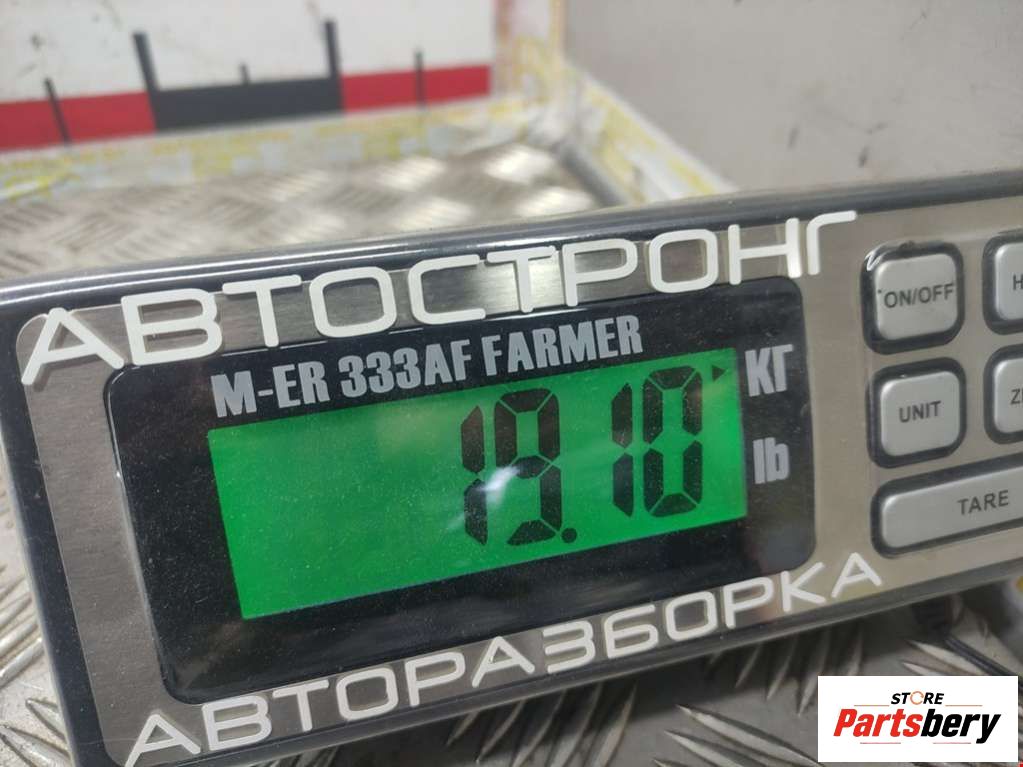 АВТОСТРОНГ
M-ER 333AF FARMER
19.10
КГ
lb
ON/OFF
UNIT
TARE
АВТОРАЗБОРКА
STORE
Partsbery